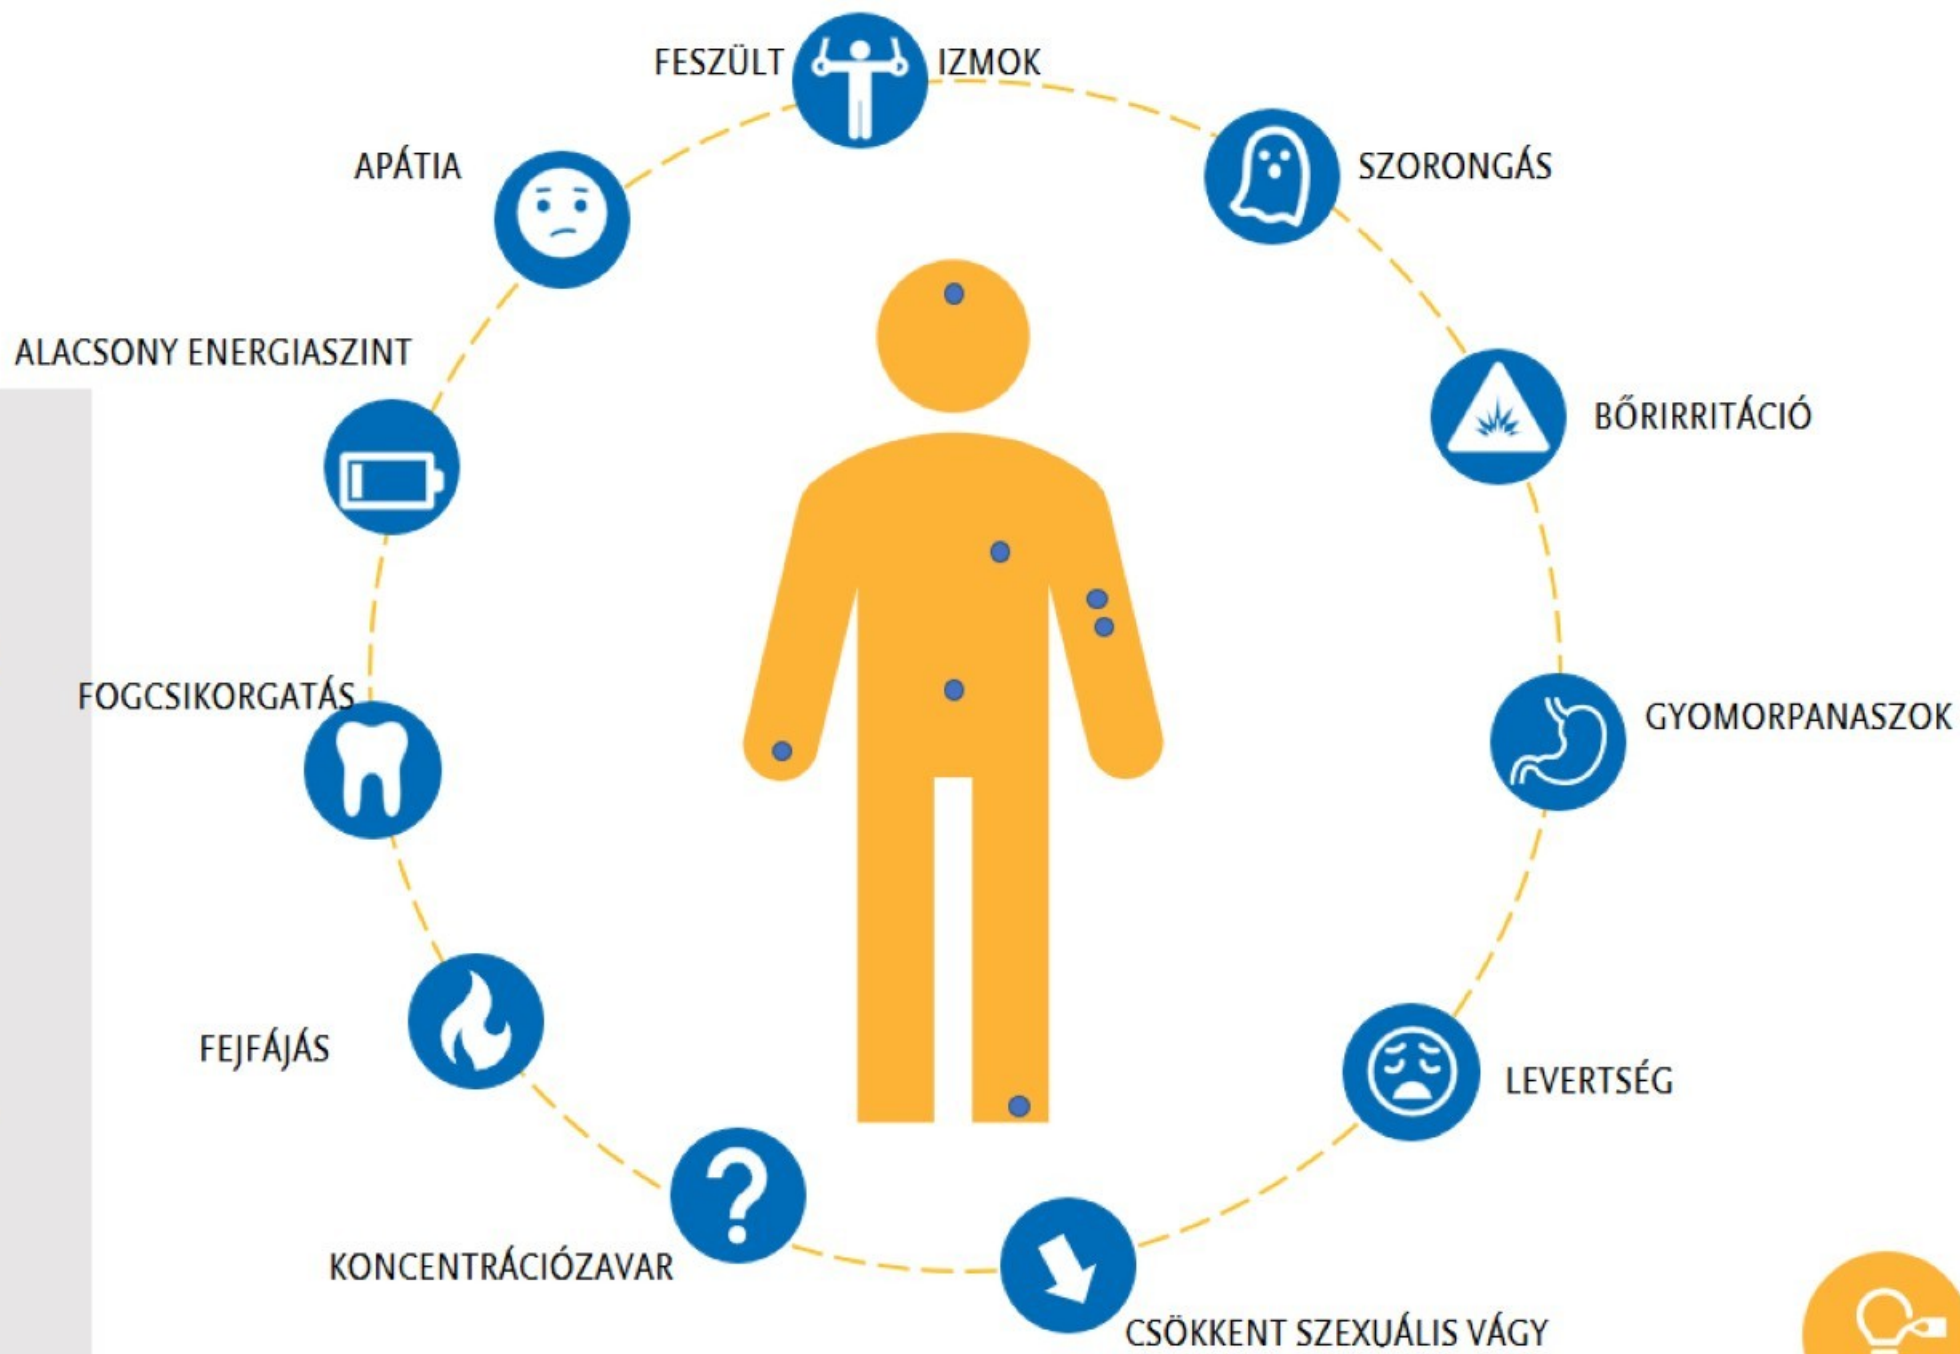 FESZÜLT IZMOK
APÁTIA
SZORONGÁS
ALACSONY ENERGIASZINT
BŐRIRRITÁCIÓ
FOGCSIKORGATÁS
GYOMORPANASZOK
FEJFÁJÁS
LEVERTSÉG
KONCENTRÁCIÓZAVAR
CSÖKKENT SZEXUÁLIS VÁGY